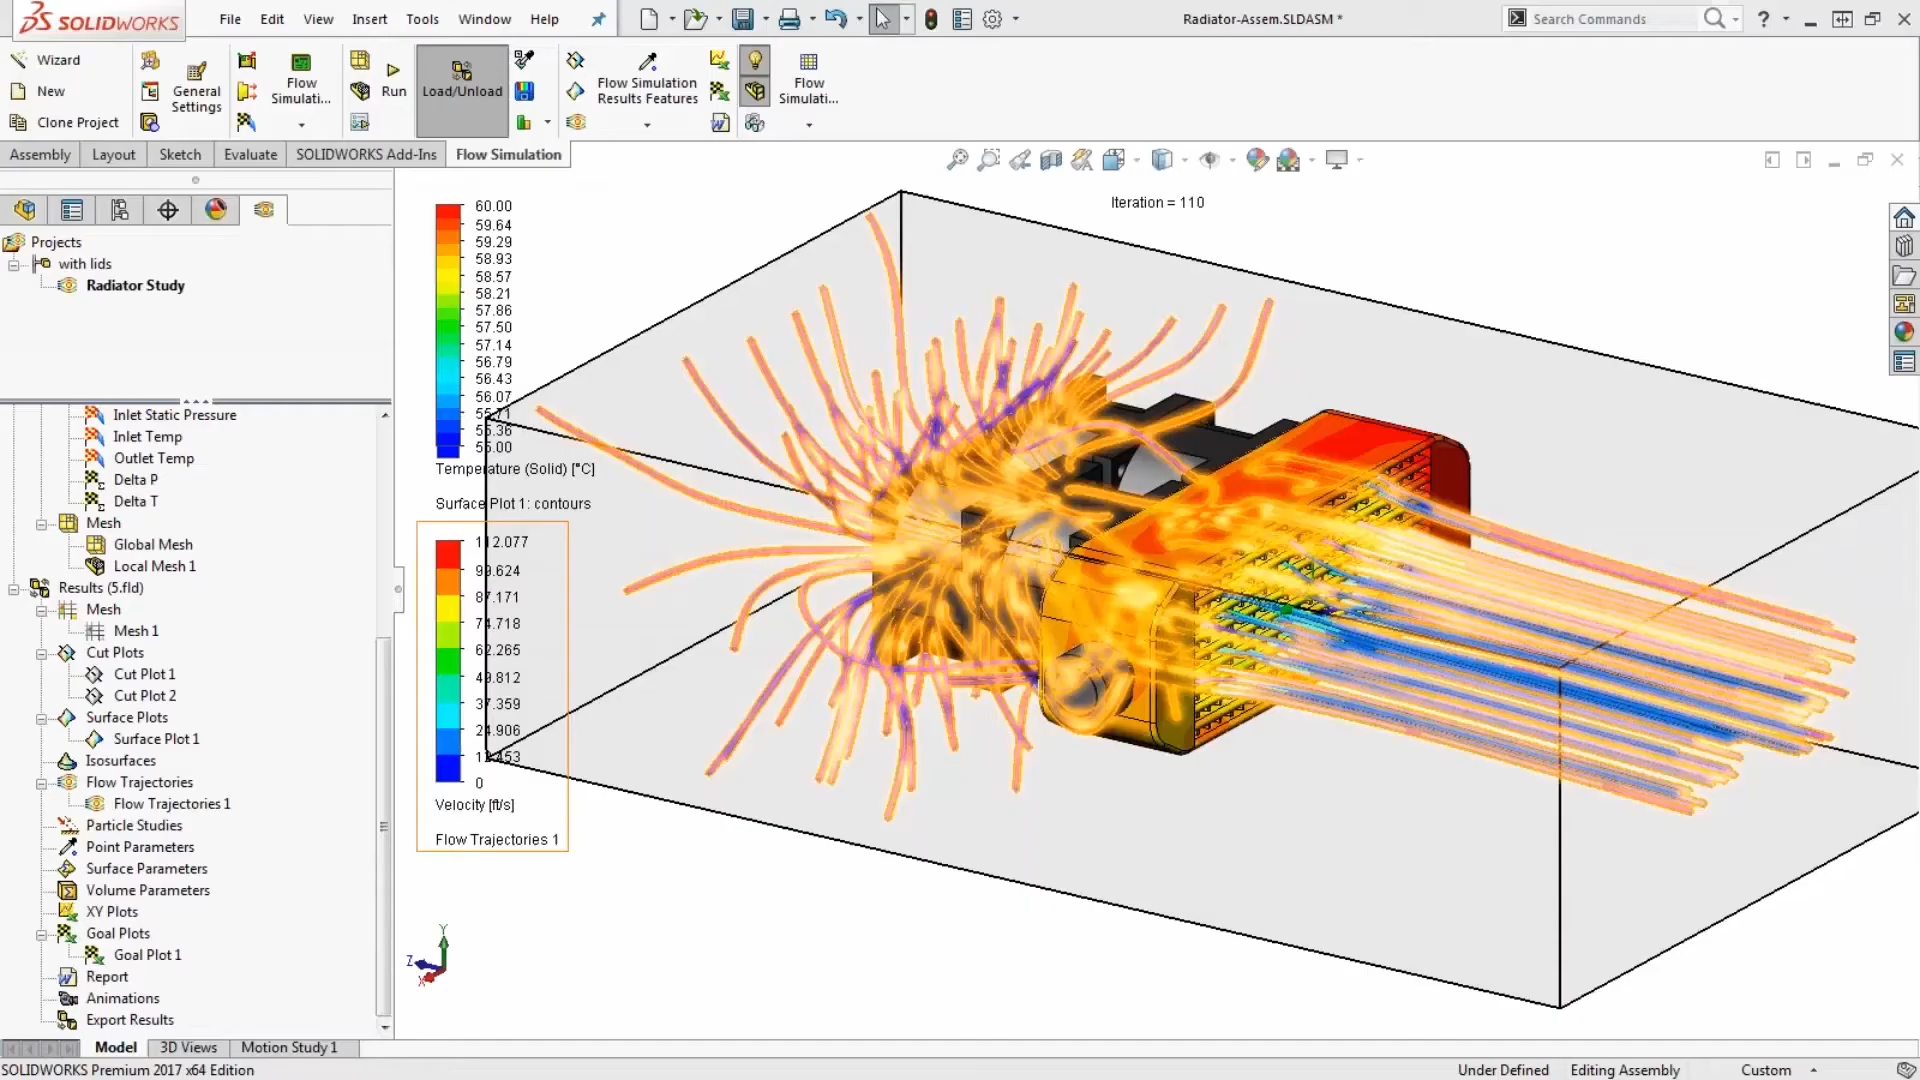 SOLIDWORKS
File Edit View Insert Tools Window Help
Radiator-Assem.SLDASM *
Search Commands
?
Wizard
New
Clone Project
General Settings
Flow Simulati...
Run
Load/Unload
Flow Simulation Results Features
Flow Simulati...
Assembly Layout Sketch Evaluate SOLIDWORKS Add-Ins Flow Simulation
Projects
with lids
Radiator Study
Inlet Static Pressure
Inlet Temp
Outlet Temp
Delta P
Delta T
Mesh
Global Mesh
Local Mesh 1
Results (5.fld)
Mesh
Mesh 1
Cut Plots
Cut Plot 1
Cut Plot 2
Surface Plots
Surface Plot 1
Isosurfaces
Flow Trajectories
Flow Trajectories 1
Particle Studies
Point Parameters
Surface Parameters
Volume Parameters
XY Plots
Goal Plots
Goal Plot 1
Report
Animations
Export Results
60.00
59.64
59.29
58.93
58.57
58.21
57.86
57.50
57.14
56.79
56.43
56.07
55.71
55.36
55.00
Temperature (Solid) [°C]
Surface Plot 1: contours
112.077
99.624
87.171
74.718
62.265
49.812
37.359
24.906
12.453
0
Velocity [ft/s]
Flow Trajectories 1
Iteration = 110
Y
Z
X
Model 3D Views Motion Study 1
SOLIDWORKS Premium 2017 x64 Edition
Under Defined Editing Assembly Custom